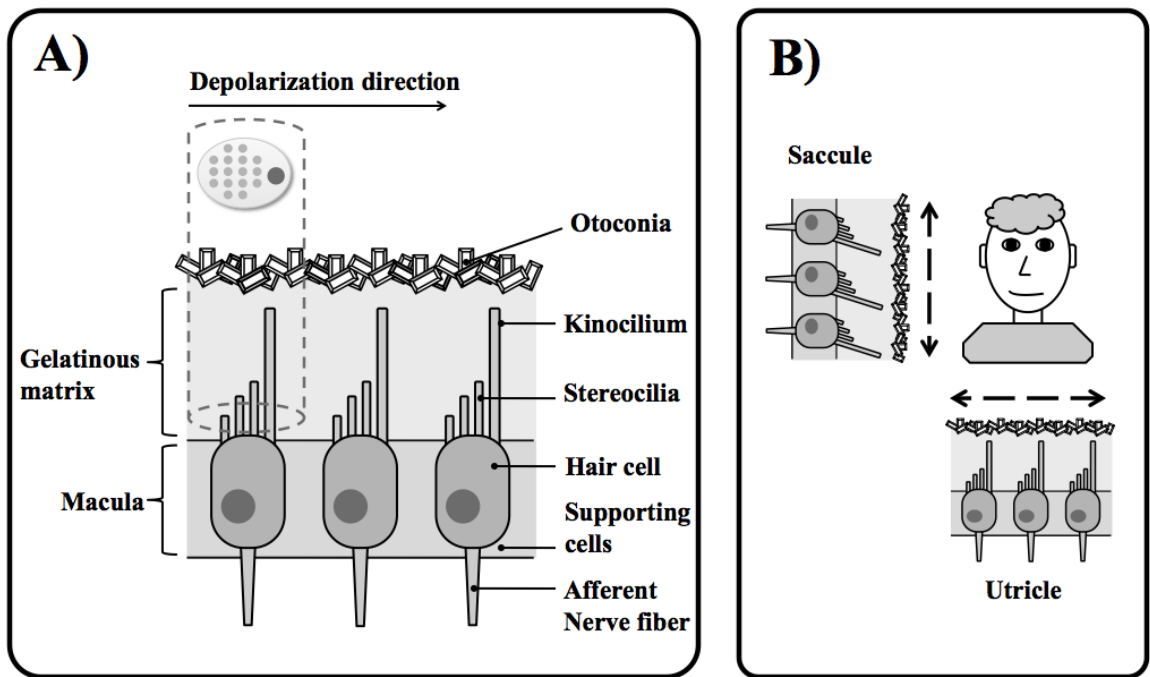 A)
Depolarization direction
Otoconia
Kinocilium
Gelatinous
matrix
Stereocilia
Hair cell
Macula
Supporting
cells
Afferent
Nerve fiber
B)
Saccule
Utricle